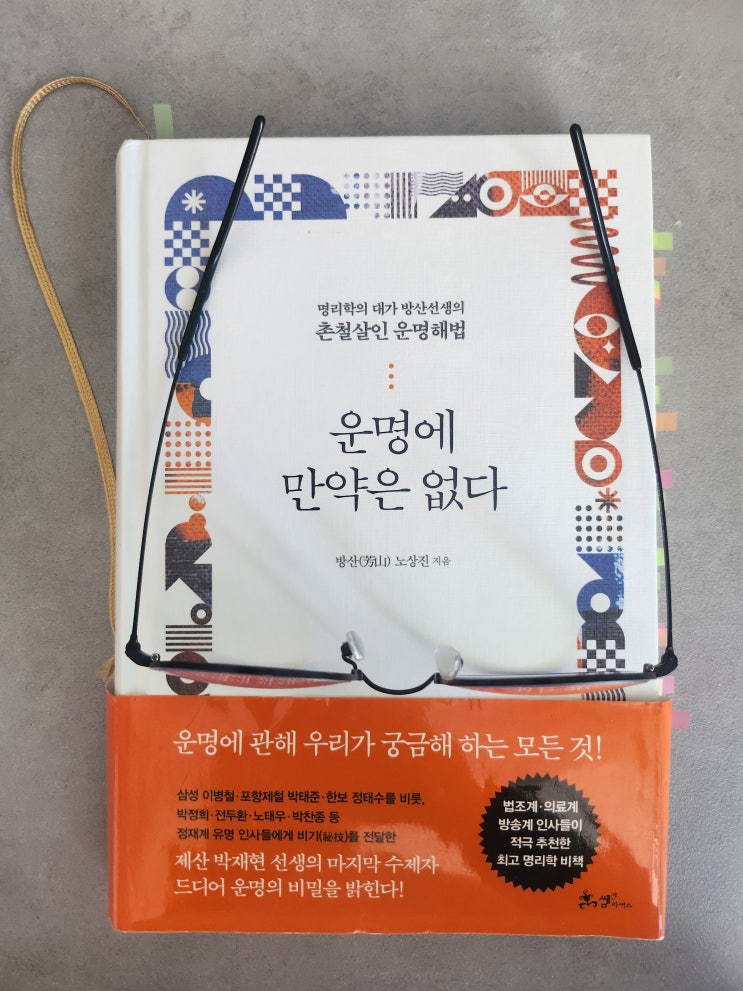 명리학의 대가 방산선생의
촌철살인 운명해법
운명에
만약은 없다
방산(芳山) 노상진 지음
운명에 관해 우리가 궁금해 하는 모든 것!
삼성 이병철·포항제철 박태준·한보 정태수를 비롯,
박정희·전두환·노태우·박찬종 등
정재계 유명 인사들에게 비기(祕技)를 전달한
제산 박재현 선생의 마지막 수제자
드디어 운명의 비밀을 밝힌다!
법조계·의료계
방송계 인사들이
적극 추천한
최고 명리학 비책
쌤앤파커스